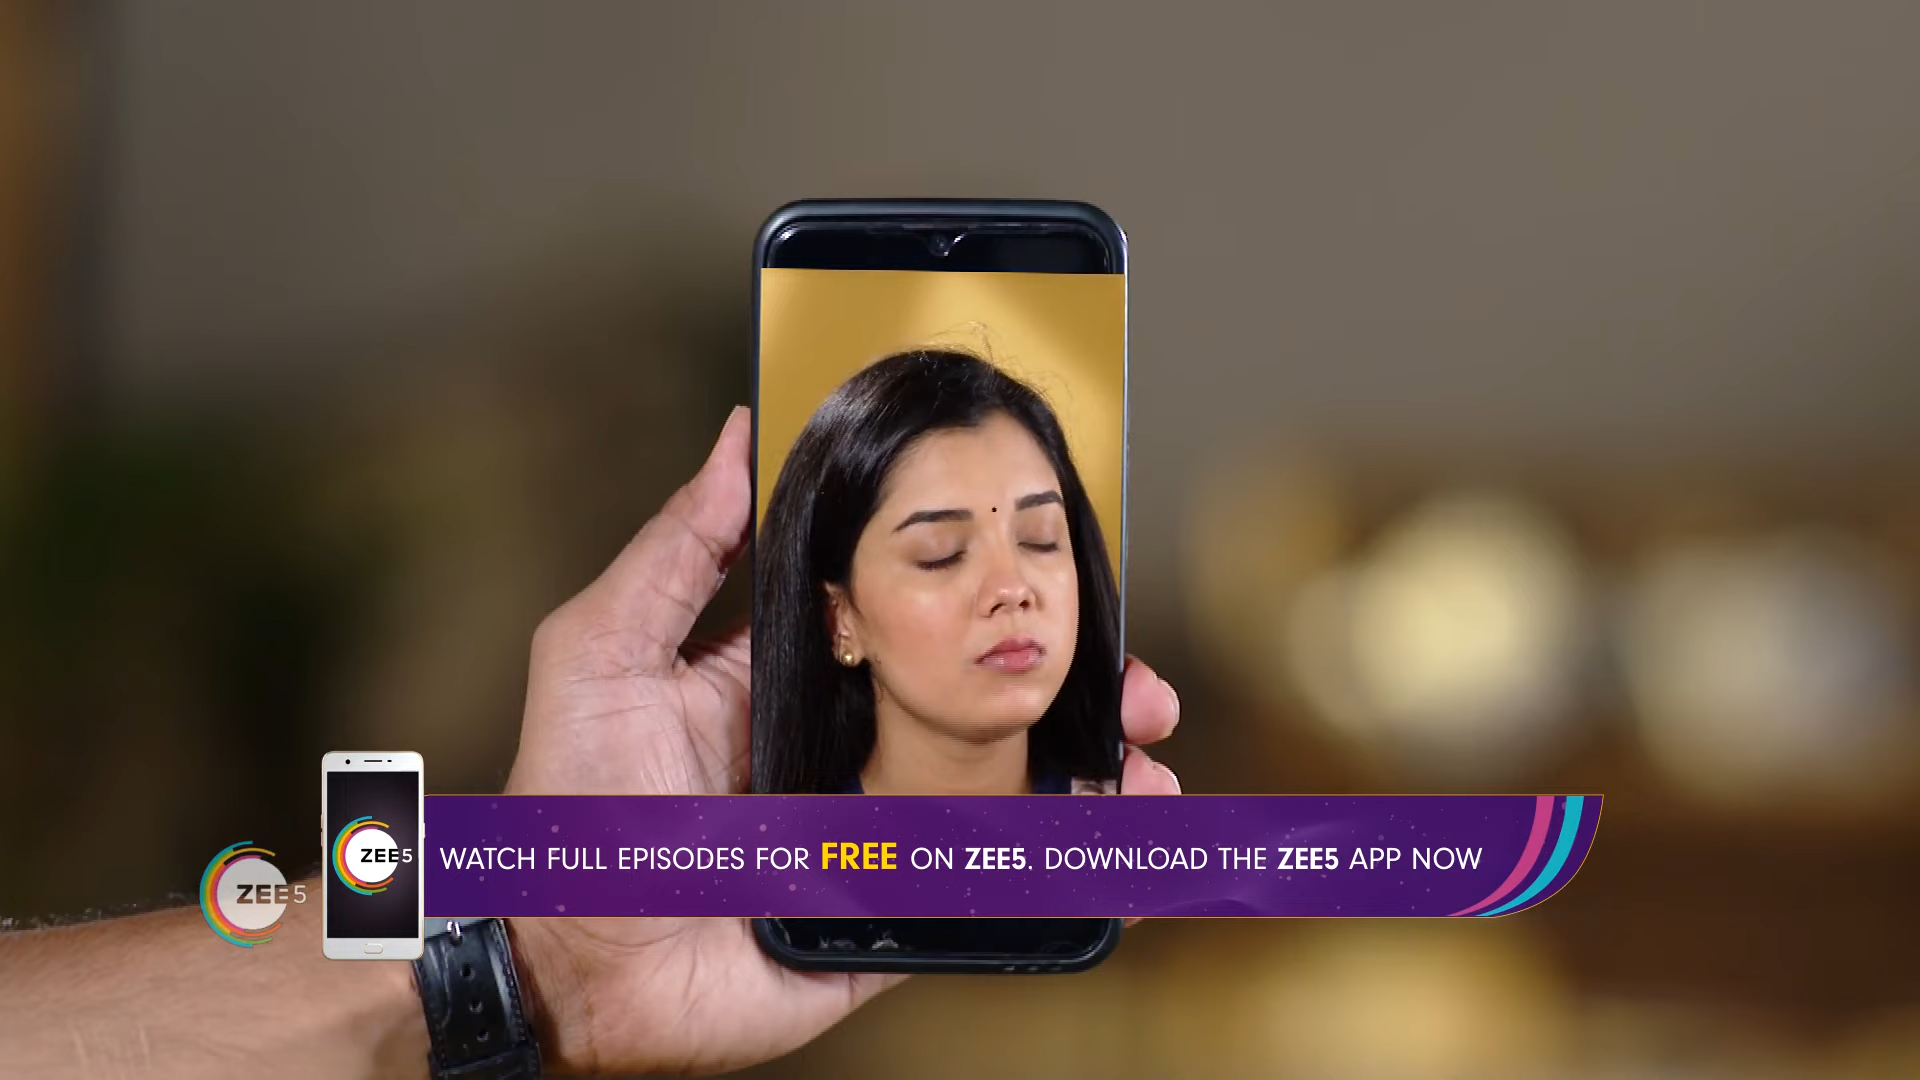 ZEE5
ZEE5
WATCH FULL EPISODES FOR FREE ON ZEE5. DOWNLOAD THE ZEE5 APP NOW